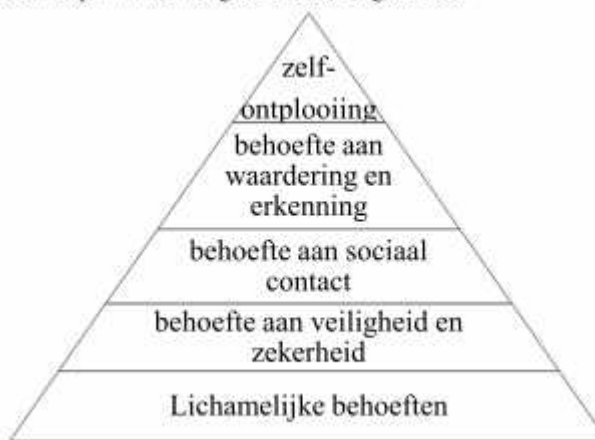 zelf-
ontplooiing
behoefte aan
waardering en
erkenning
behoefte aan sociaal
contact
behoefte aan veiligheid en
zekerheid
Lichamelijke behoeften